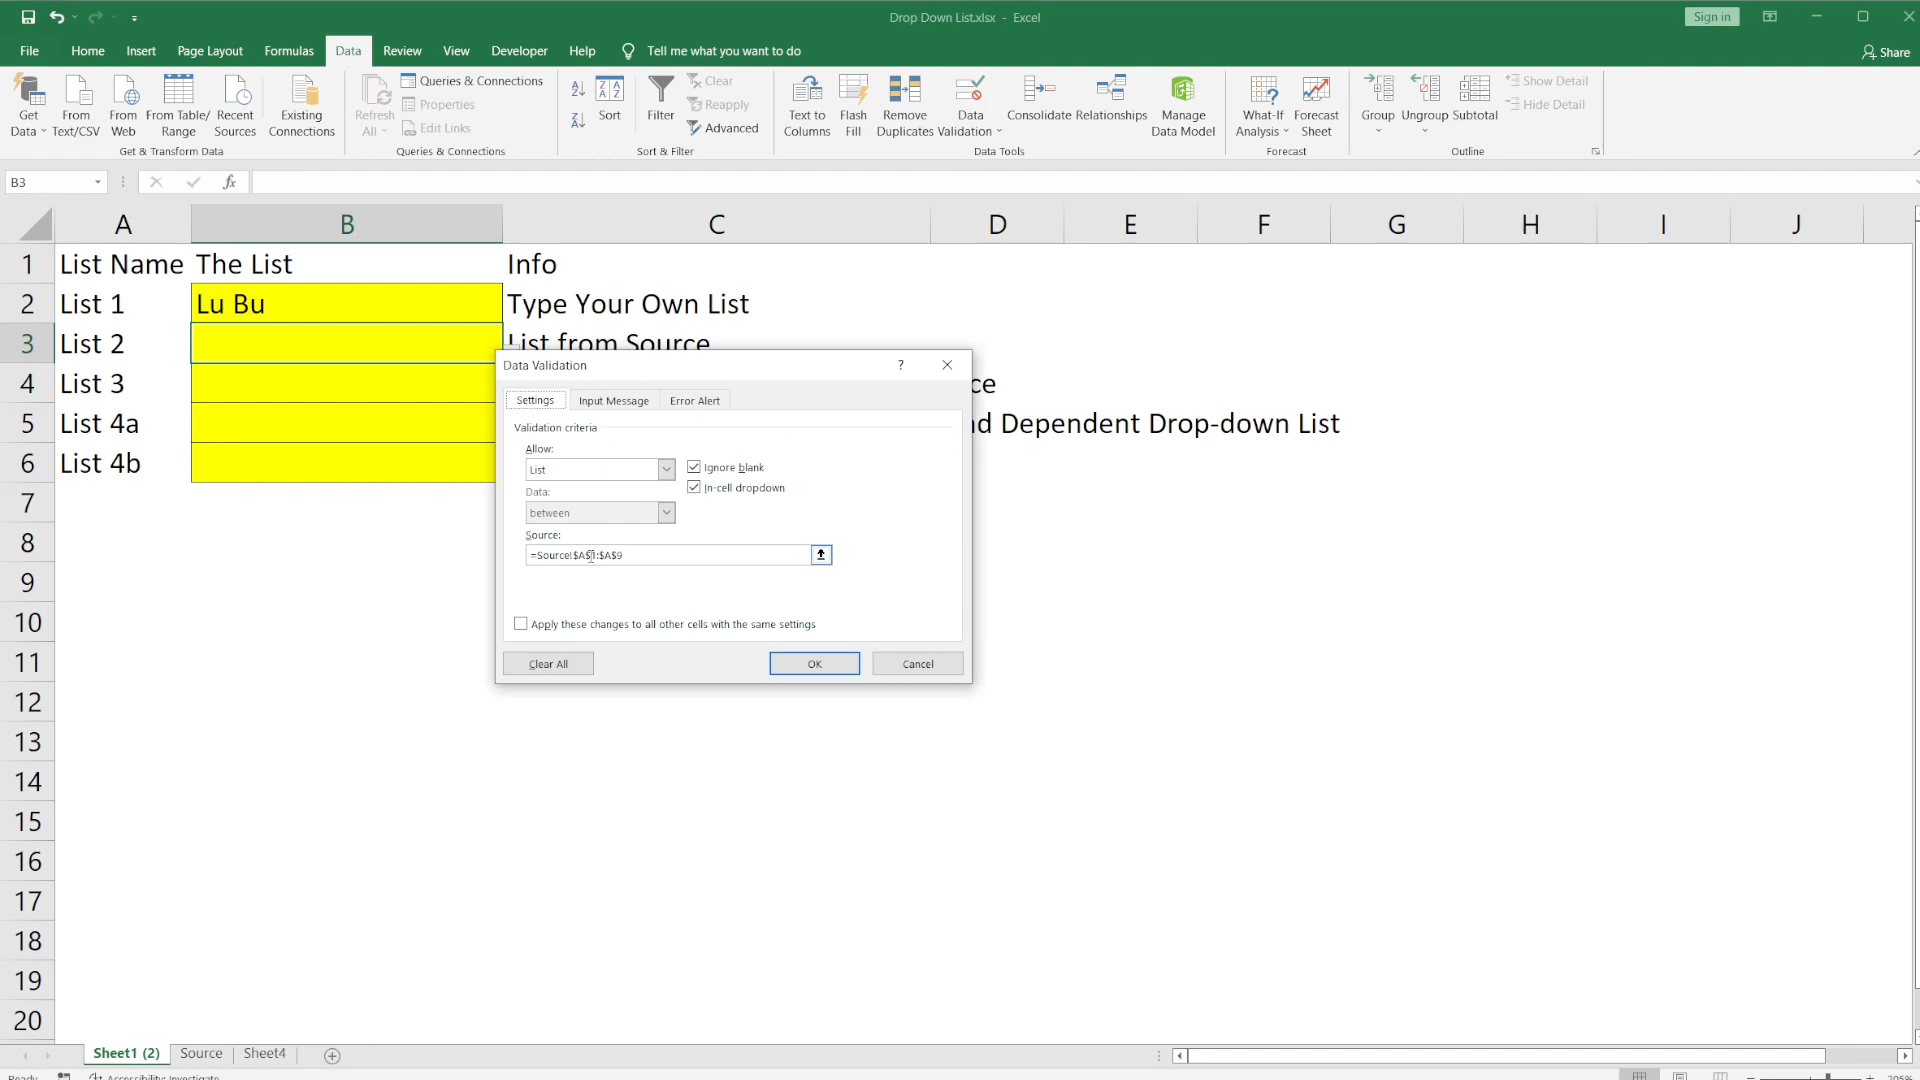 Drop Down List.xlsx - Excel
Sign in
File Home Insert Page Layout Formulas Data Review View Developer Help Tell me what you want to do
Share
Get Data
From Text/CSV
From Web
From Table/ Range
Recent Sources
Existing Connections
Get & Transform Data
Refresh All
Queries & Connections
Properties
Edit Links
Queries & Connections
Sort
Filter
Clear
Reapply
Advanced
Sort & Filter
Text to Columns
Flash Fill
Remove Duplicates
Data Validation
Consolidate
Relationships
Manage Data Model
Data Tools
What-If Analysis
Forecast Sheet
Forecast
Group
Ungroup
Subtotal
Show Detail
Hide Detail
Outline
B3
fx
A B C D E F G H I J
1 List Name The List Info
2 List 1 Lu Bu Type Your Own List
3 List 2 List from Source
4 List 3 ce
5 List 4a nd Dependent Drop-down List
6 List 4b
7
8
9
10
11
12
13
14
15
16
17
18
19
20
Data Validation ?
Settings Input Message Error Alert
Validation criteria
Allow:
List
Ignore blank
In-cell dropdown
Data:
between
Source:
=Source!$A$1:$A$9
Apply these changes to all other cells with the same settings
Clear All OK Cancel
Sheet1 (2) Source Sheet4
Ready Accessibility: Investigate 205%